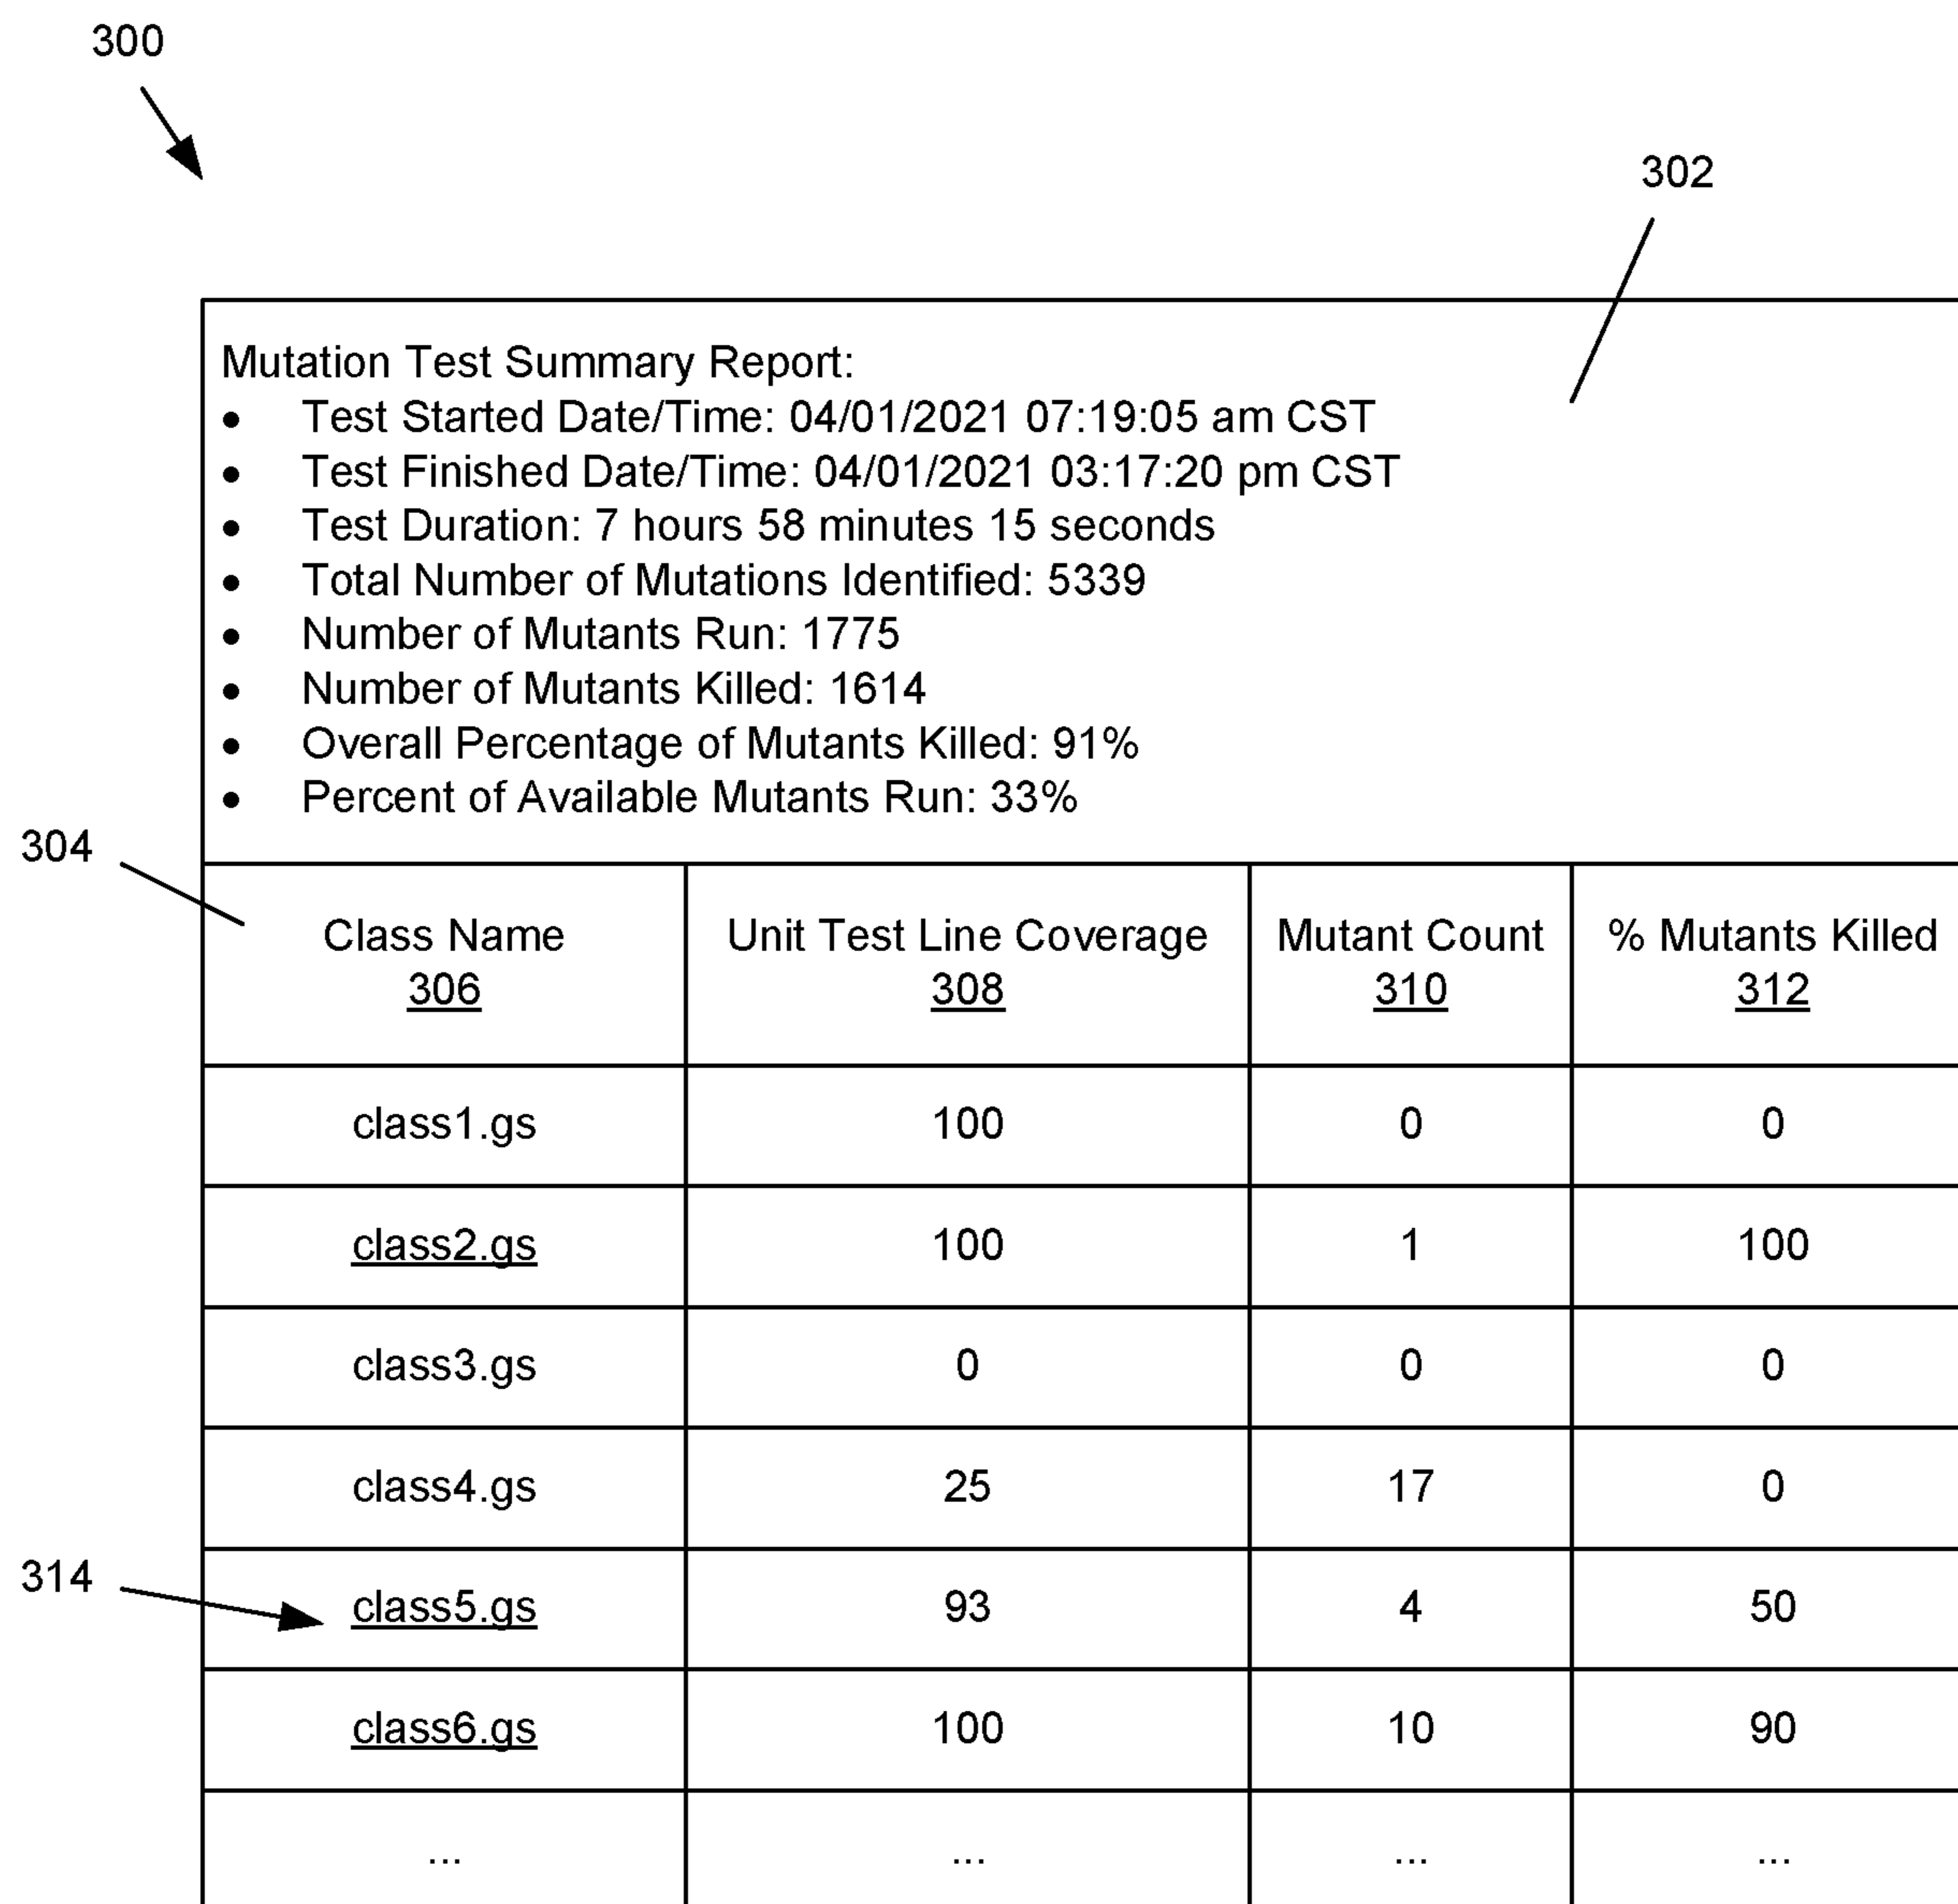 300
302
Mutation Test Summary Report:
• Test Started Date/Time: 04/01/2021 07:19:05 am CST
• Test Finished Date/Time: 04/01/2021 03:17:20 pm CST
• Test Duration: 7 hours 58 minutes 15 seconds
• Total Number of Mutations Identified: 5339
• Number of Mutants Run: 1775
• Number of Mutants Killed: 1614
• Overall Percentage of Mutants Killed: 91%
• Percent of Available Mutants Run: 33%
304
Class Name Unit Test Line Coverage Mutant Count % Mutants Killed
306 308 310 312
class1.gs 100 0 0
class2.gs 100 1 100
class3.gs 0 0 0
class4.gs 25 17 0
314
class5.gs 93 4 50
class6.gs 100 10 90
... ... ... ...